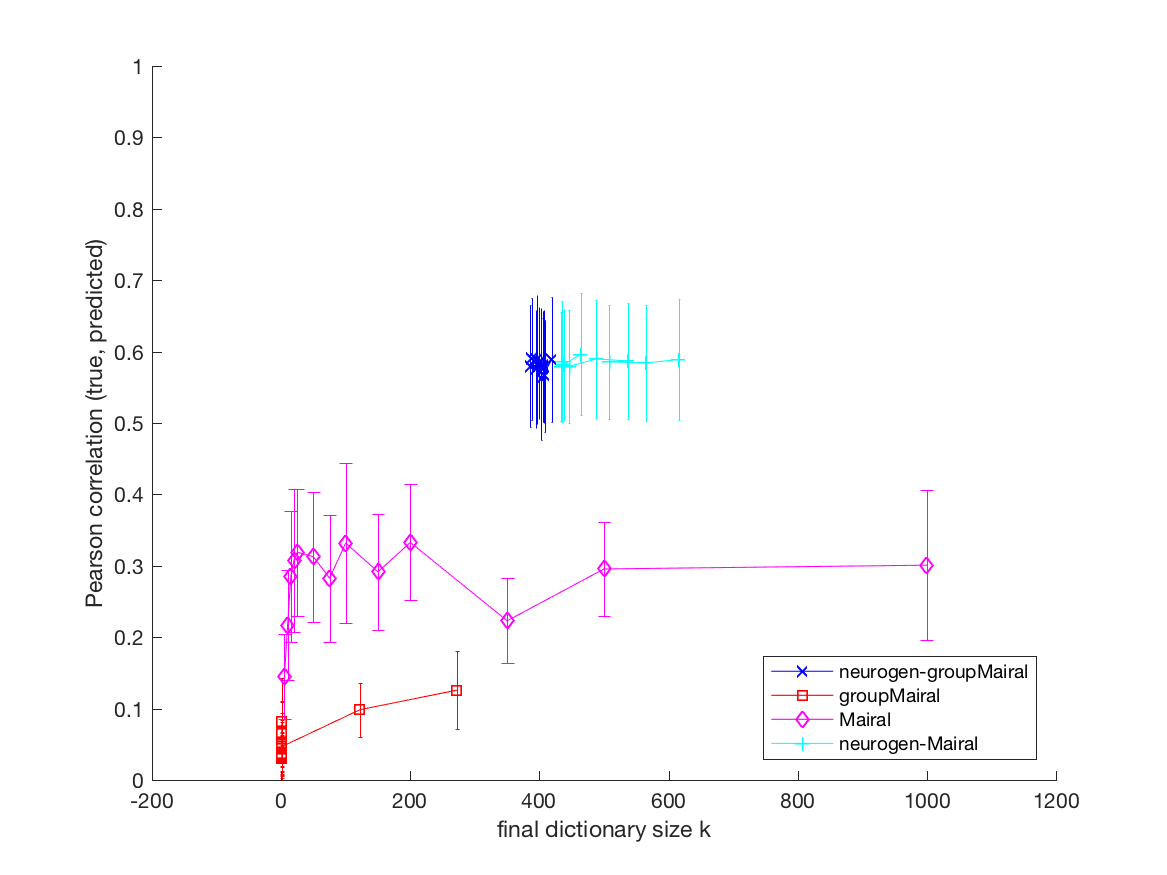 1
0.9
0.8
0.7
0.6
0.5
0.4
0.3
0.2
0.1
0
Pearson correlation (true, predicted)
-200 0 200 400 600 800 1000 1200
final dictionary size k
neurogen-groupMairal
groupMairal
Mairal
neurogen-Mairal